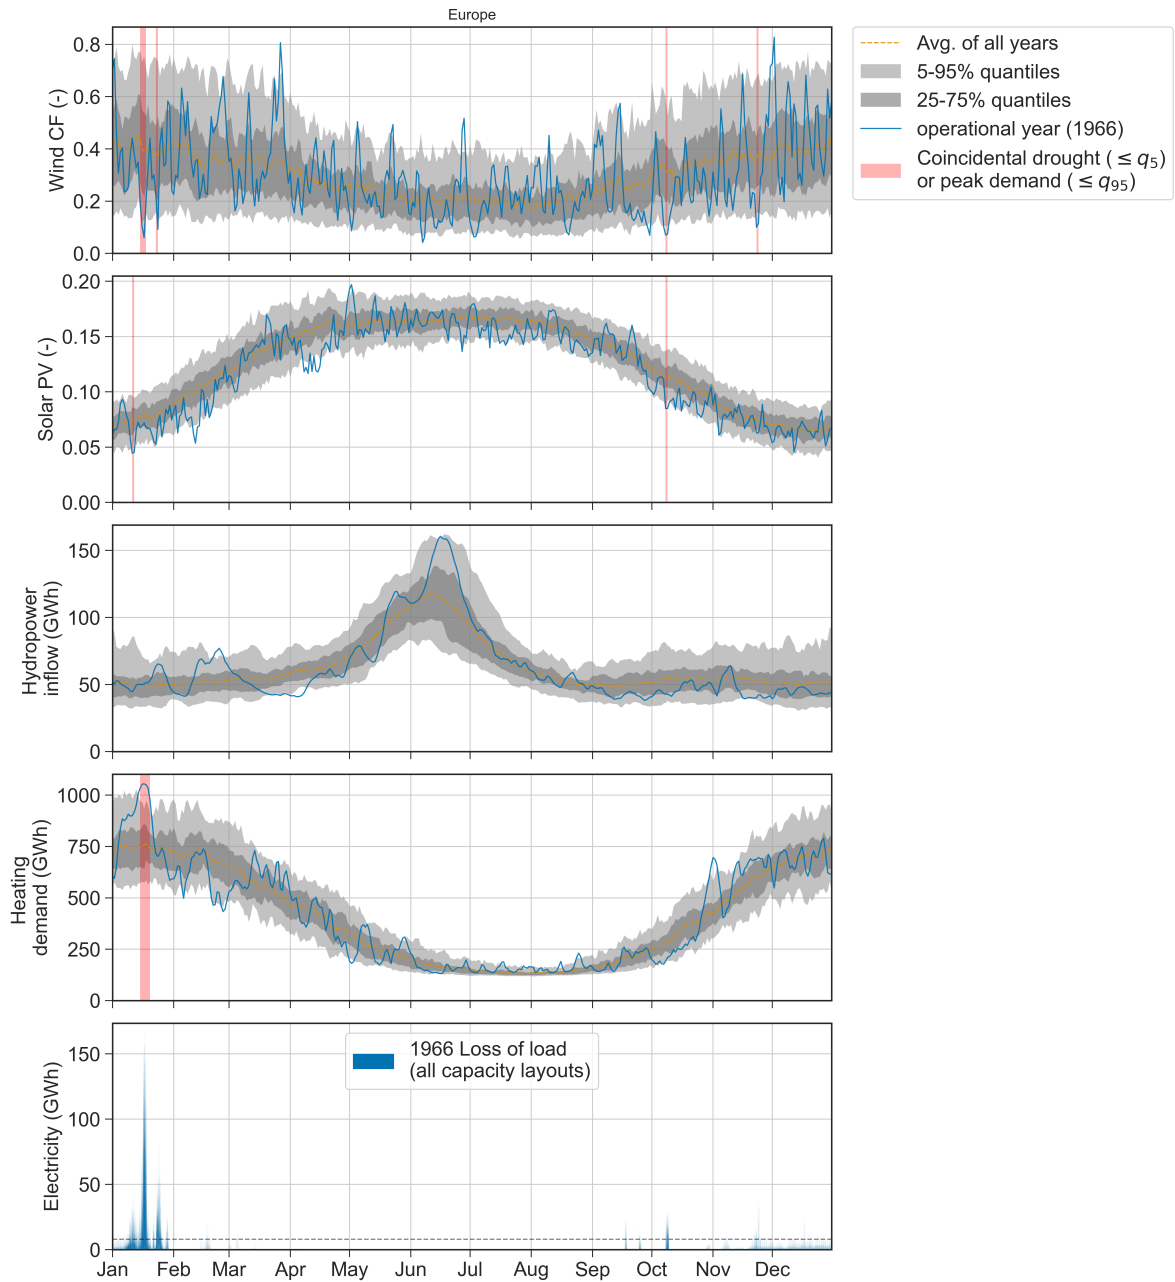 Europe
Wind CF (-)
0.8
0.6
0.4
0.2
0.0
Avg. of all years
5-95% quantiles
25-75% quantiles
operational year (1966)
Coincidental drought (≤ q₅)
or peak demand (≤ q₉₅)
Solar PV (-)
0.20
0.15
0.10
0.05
0.00
Hydropower
inflow (GWh)
150
100
50
0
Heating
demand (GWh)
1000
750
500
250
0
Electricity (GWh)
150
100
50
0
1966 Loss of load
(all capacity layouts)
Jan Feb Mar Apr May Jun Jul Aug Sep Oct Nov Dec